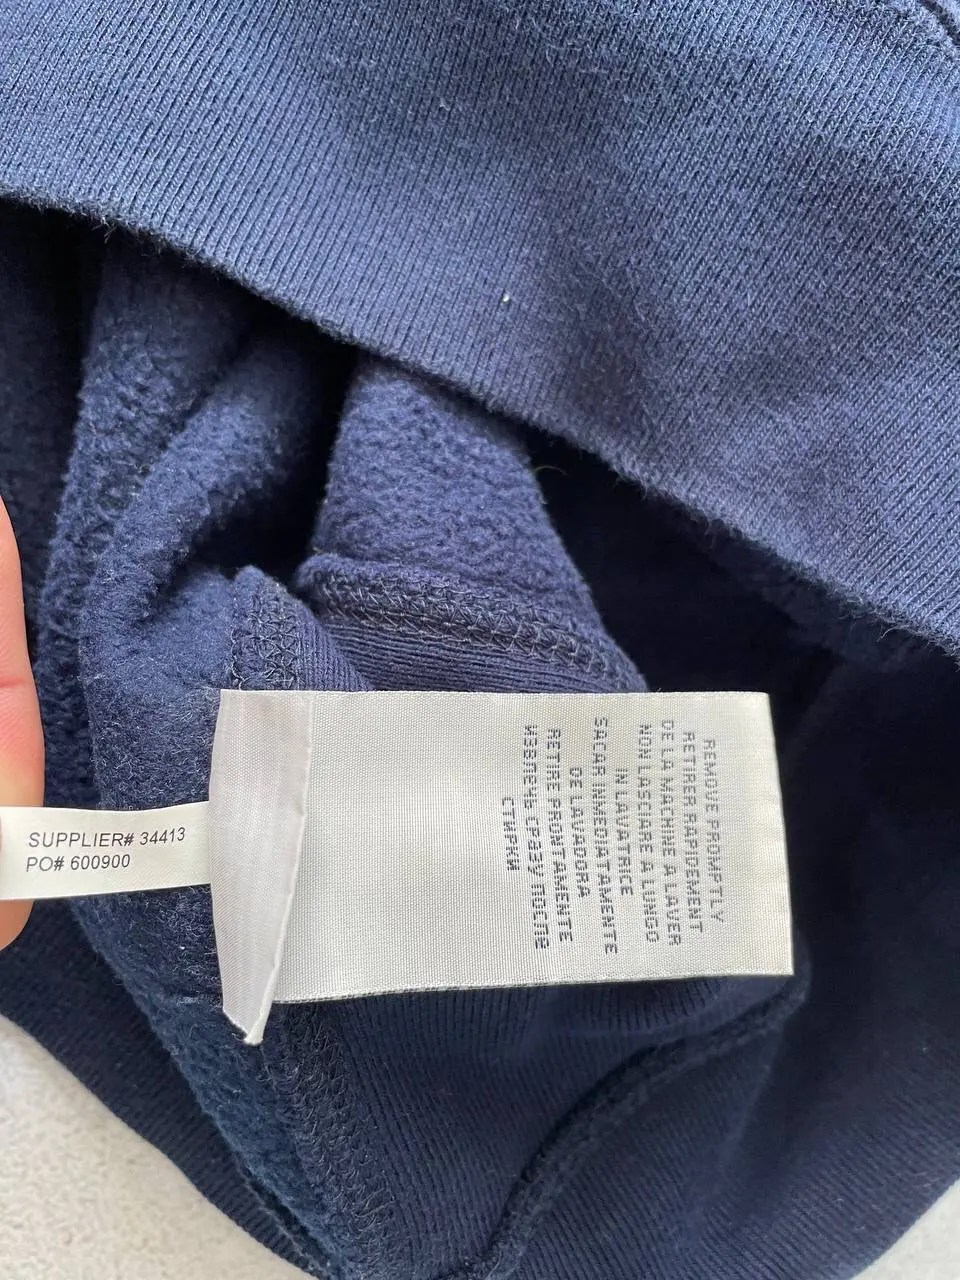 SUPPLIER# 34413
PO# 600900
REMOVE PROMPTLY
RETIRER RAPIDEMENT
DE LA MACHINE A LAVER
NON LASCIARE A LUNGO
IN LAVATRICE
SACAR INMEDIATAMENTE
DE LAVADORA
RETIRE PRONTAMENTE
ИЗВЛЕЧЬ СРАЗУ ПОСЛЕ
СТИРКИ